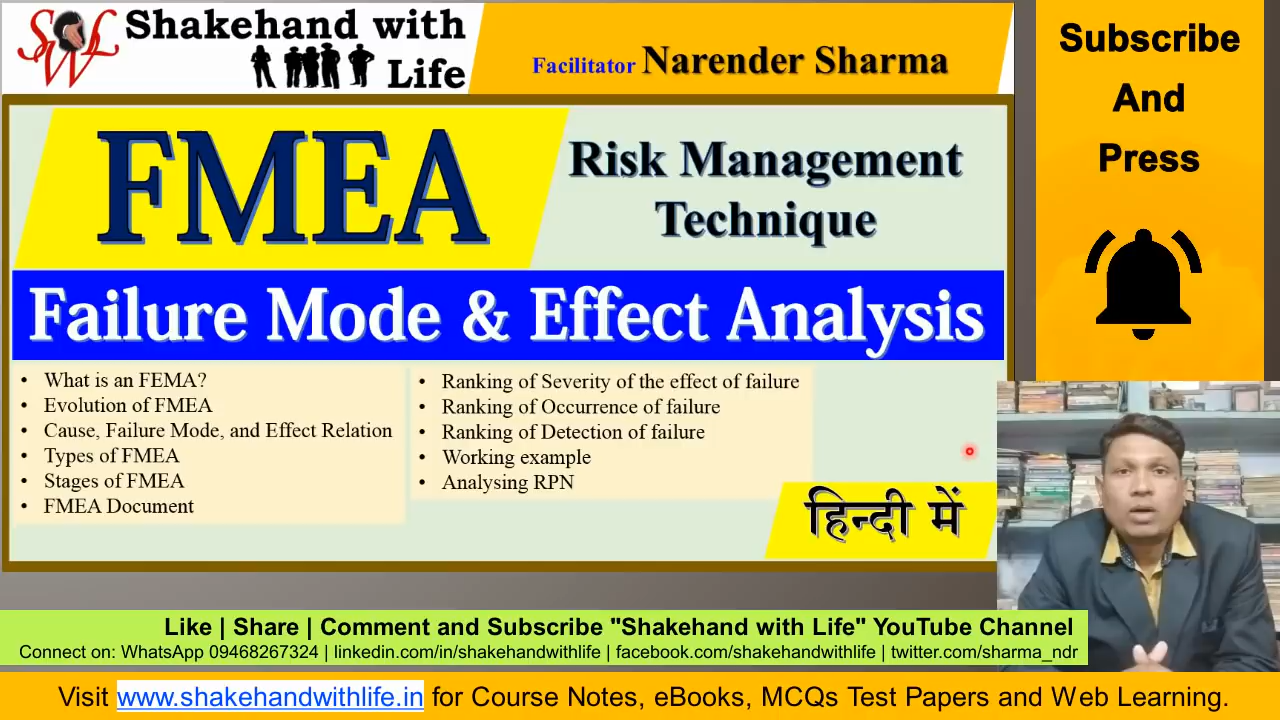 SWL
Shakehand with
Life
Facilitator Narender Sharma
Subscribe
And
Press
FMEA
Risk Management
Technique
Failure Mode & Effect Analysis
• What is an FEMA?
• Evolution of FMEA
• Cause, Failure Mode, and Effect Relation
• Types of FMEA
• Stages of FMEA
• FMEA Document
• Ranking of Severity of the effect of failure
• Ranking of Occurrence of failure
• Ranking of Detection of failure
• Working example
• Analysing RPN
हिन्दी में
Like | Share | Comment and Subscribe "Shakehand with Life" YouTube Channel
Connect on: WhatsApp 09468267324 | linkedin.com/in/shakehandwithlife | facebook.com/shakehandwithlife | twitter.com/sharma_ndr
Visit www.shakehandwithlife.in for Course Notes, eBooks, MCQs Test Papers and Web Learning.